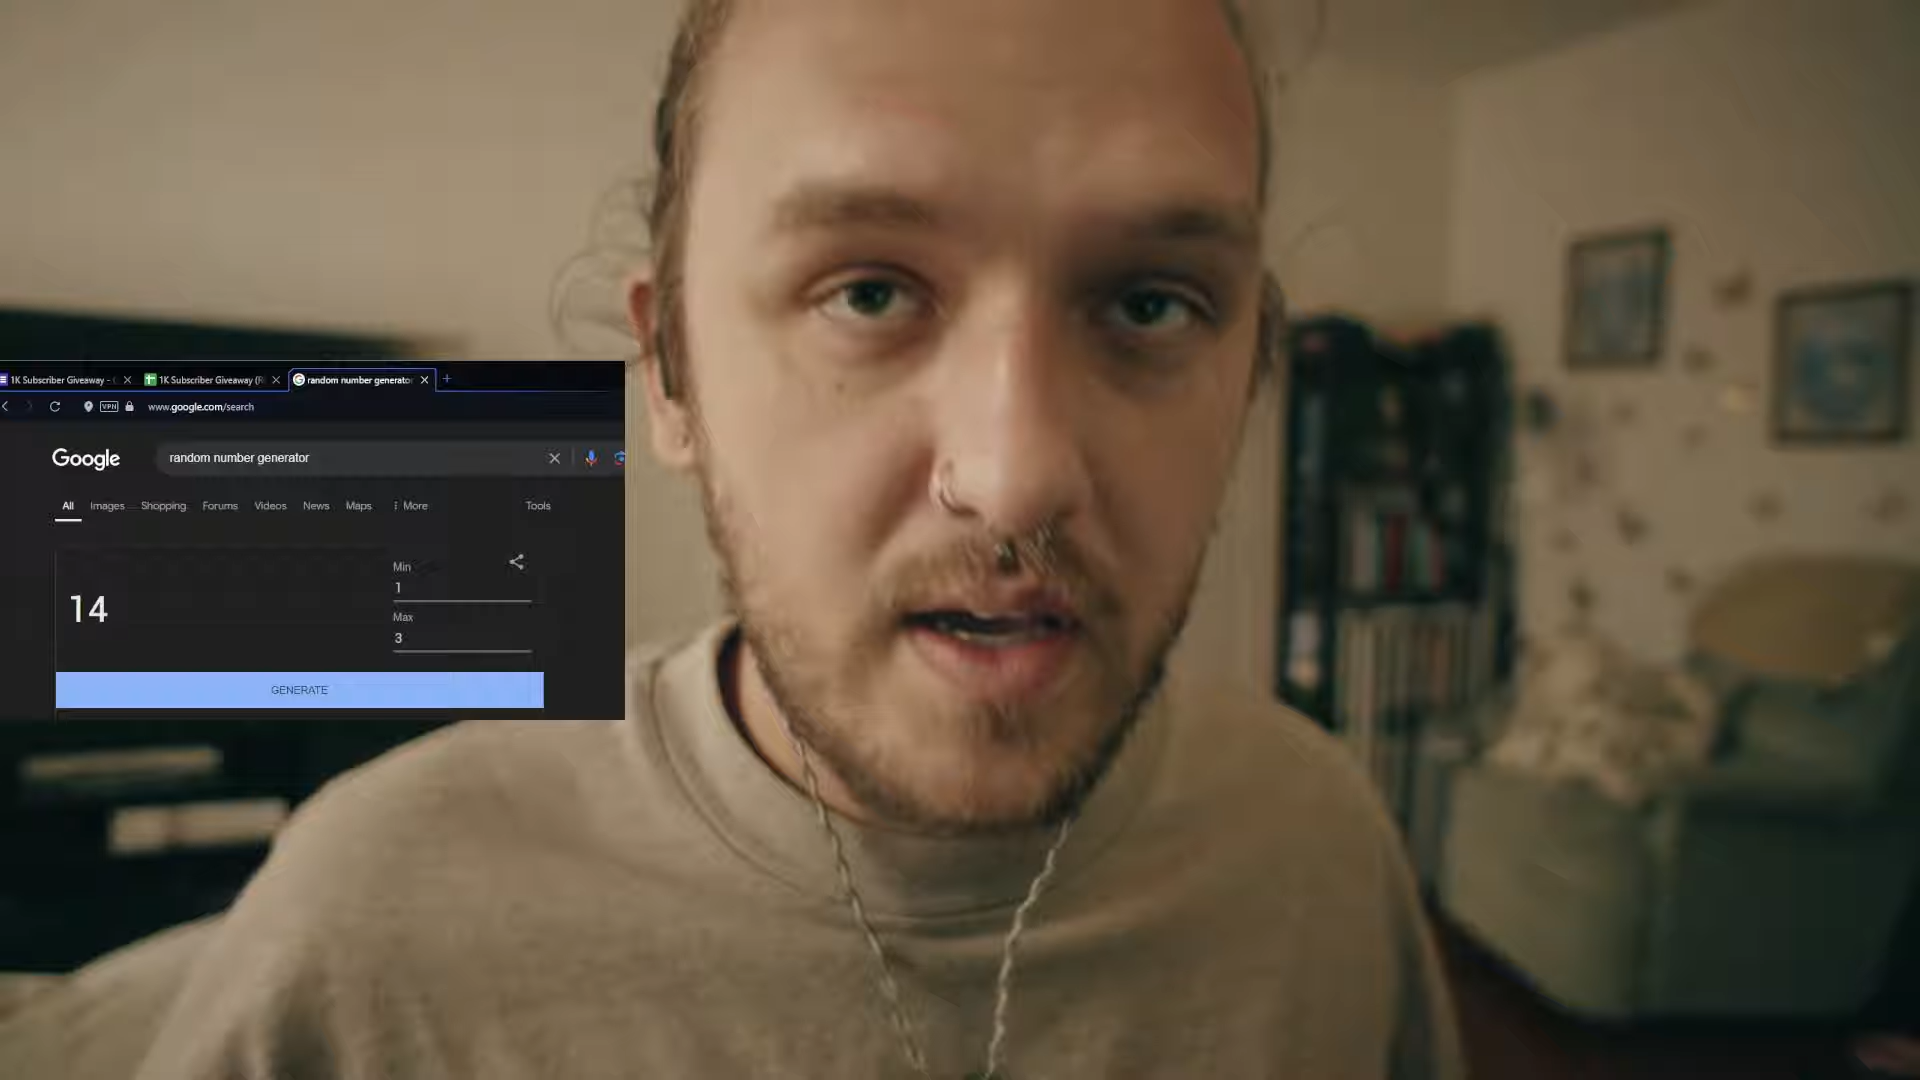 1K Subscriber Giveaway -
1K Subscriber Giveaway (R
random number generator
VPN
www.google.com/search
Google
random number generator
All Images Shopping Forums Videos News Maps More Tools
Min
1
14
Max
3
GENERATE